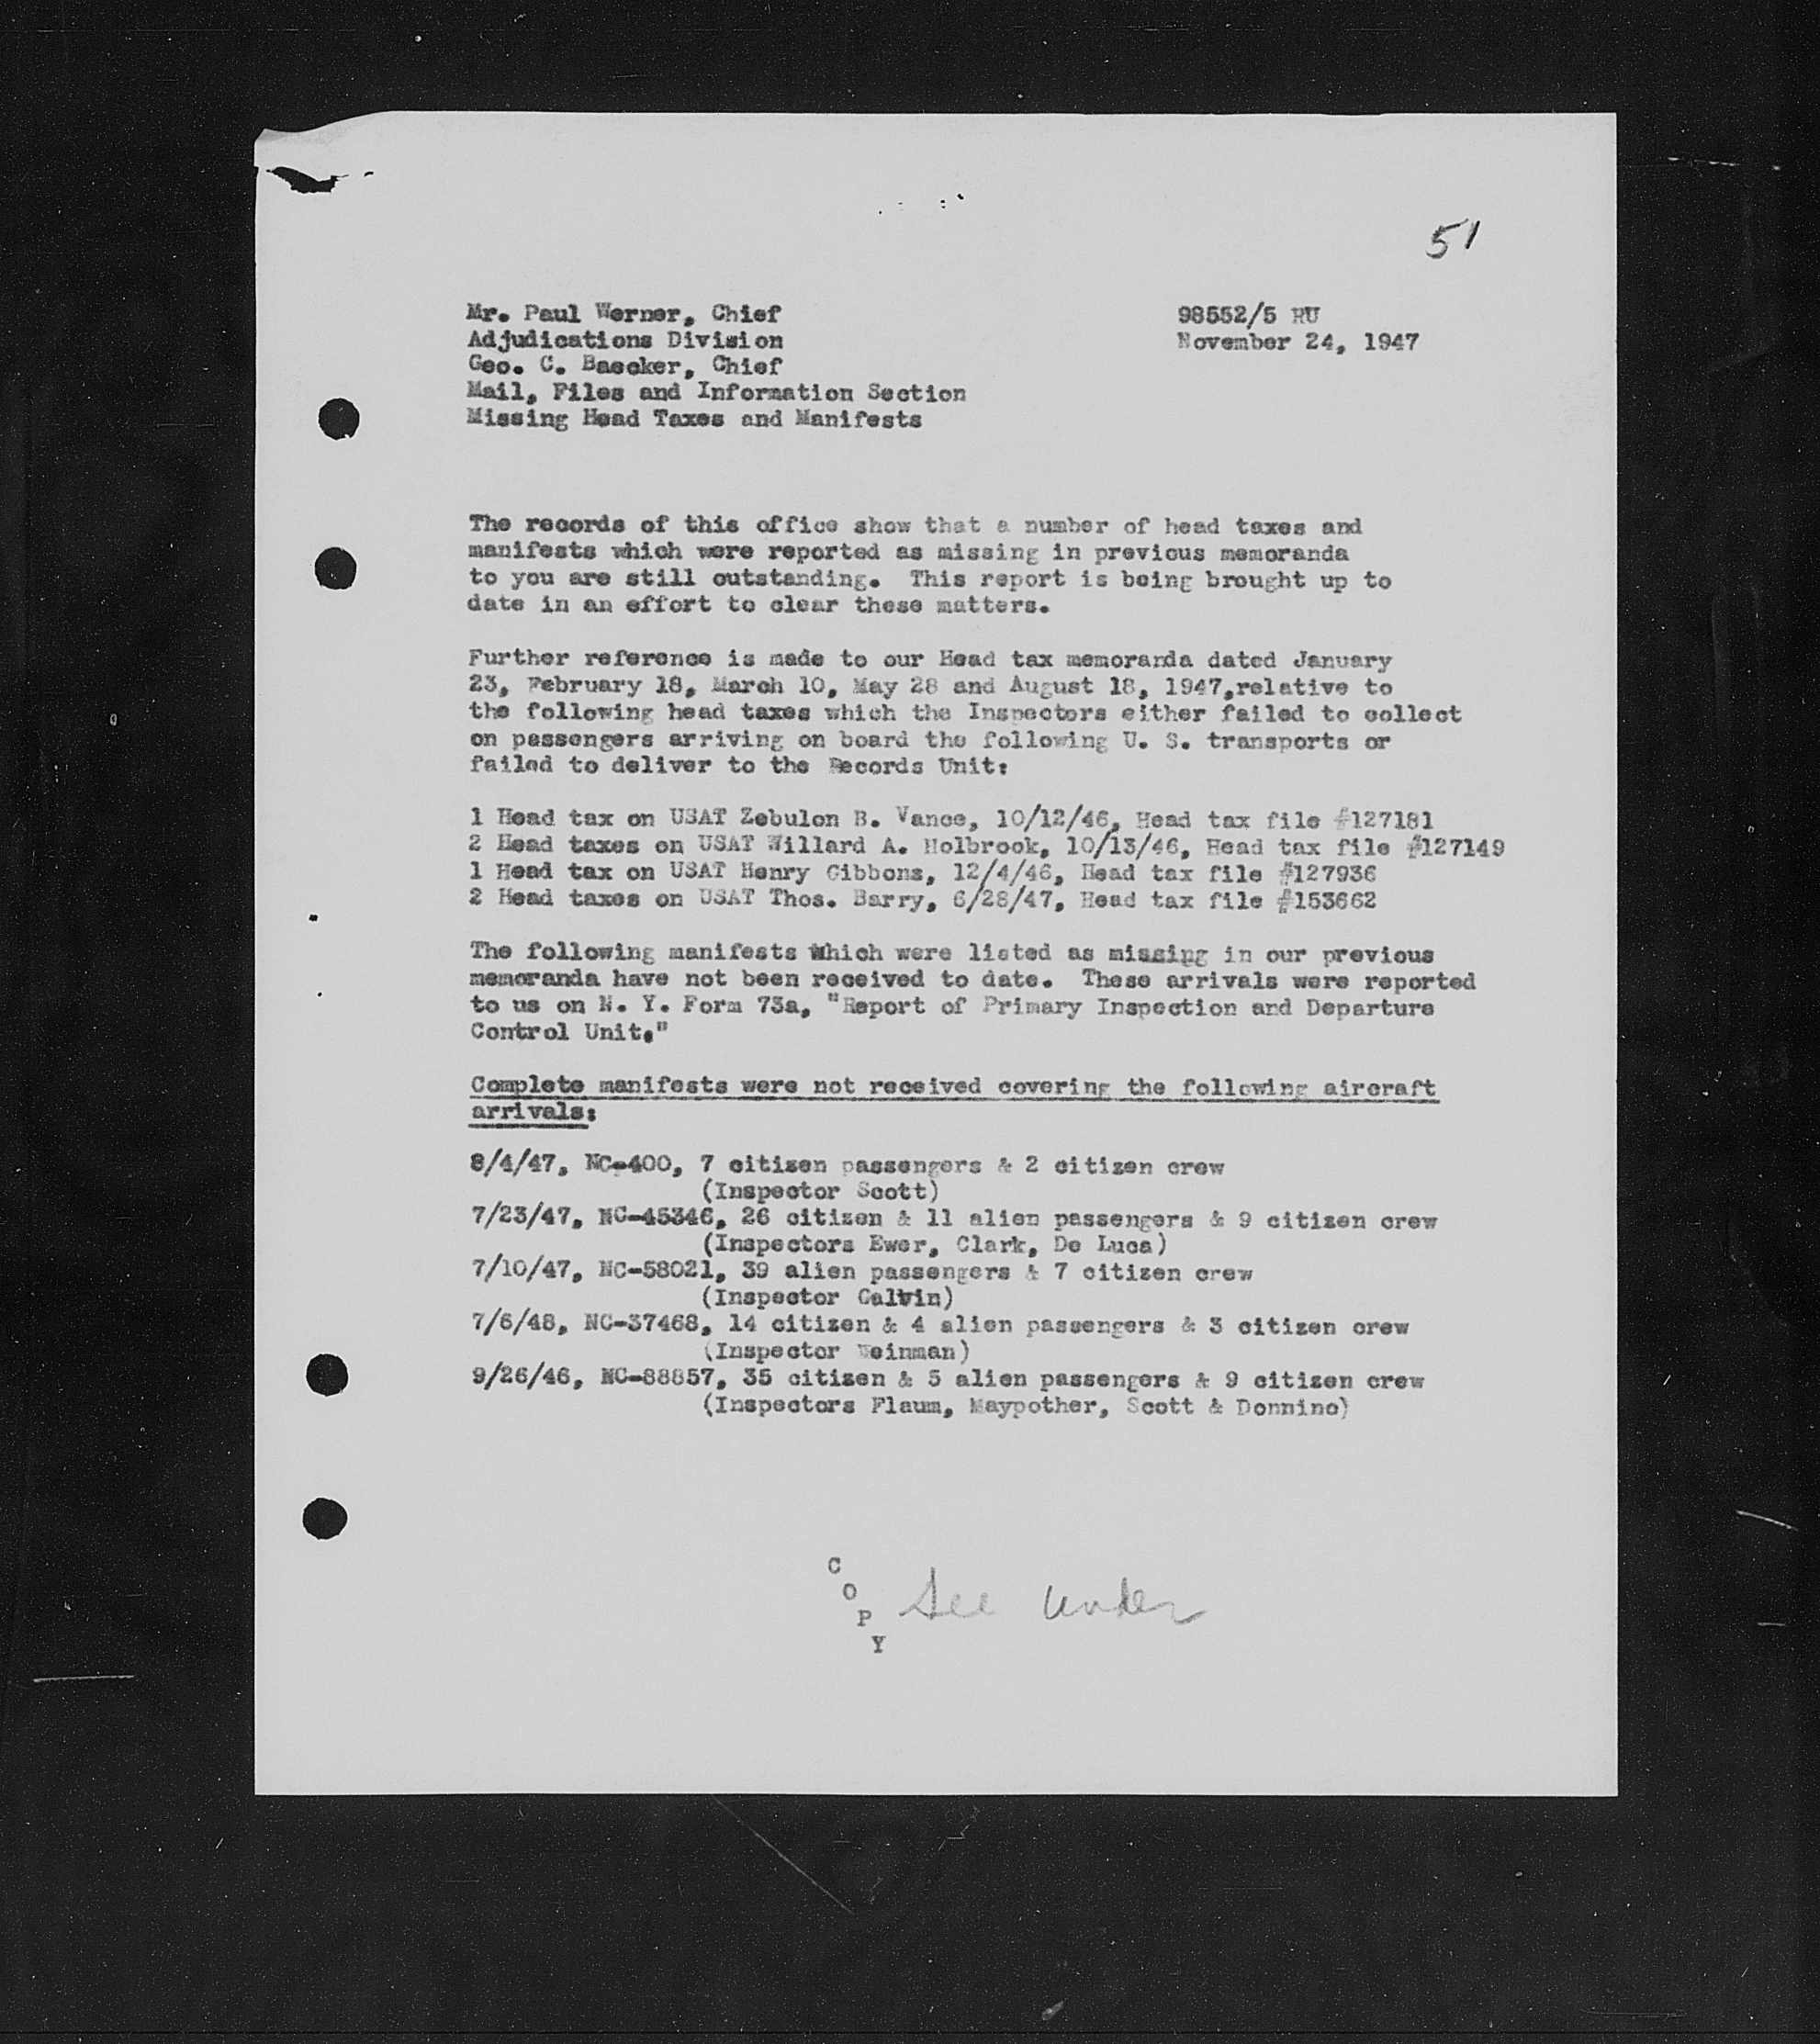 51
Mr. Paul Werner, Chief
98552/5 RU
Adjudications Division
November 24, 1947
Geo. C. Baecker, Chief
Mail, Files and Information Section
Missing Head Taxes and Manifests
The records of this office show that a number of head taxes and
manifests which were reported as missing in previous memoranda
to you are still outstanding. This report is being brought up to
date in an effort to clear these matters.
Further reference is made to our Head tax memoranda dated January
23, February 18, March 10, May 28 and August 18, 1947,relative to
the following head taxes which the Inspectors either failed to collect
on passengers arriving on board the following U. S. transports or
failed to deliver to the Records Unit:
1 Head tax on USAT Zebulon B. Vance, 10/12/46, Head tax file #127181
2 Head taxes on USAT Willard A. Holbrook, 10/13/46, Head tax file #127149
1 Head tax on USAT Henry Gibbons, 12/4/46, Head tax file #127936
2 Head taxes on USAT Thos. Barry, 6/28/47, Head tax file #153662
The following manifests which were listed as missing in our previous
memoranda have not been received to date. These arrivals were reported
to us on N. Y. Form 73a, "Report of Primary Inspection and Departure
Control Unit."
Complete manifests were not received covering the following aircraft
arrivals:
8/4/47, NC-400, 7 citizen passengers & 2 citizen crew
(Inspector Scott)
7/23/47, NC-45346, 26 citizen & 11 alien passengers & 9 citizen crew
(Inspectors Ewer, Clark, De Luca)
7/10/47, NC-58021, 39 alien passengers & 7 citizen crew
(Inspector Galvin)
7/6/48, NC-37468, 14 citizen & 4 alien passengers & 3 citizen crew
(Inspector Weinman)
9/26/46, NC-88857, 35 citizen & 5 alien passengers & 9 citizen crew
(Inspectors Flaum, Maypother, Scott & Donnino)
C
O
P
Y
See under